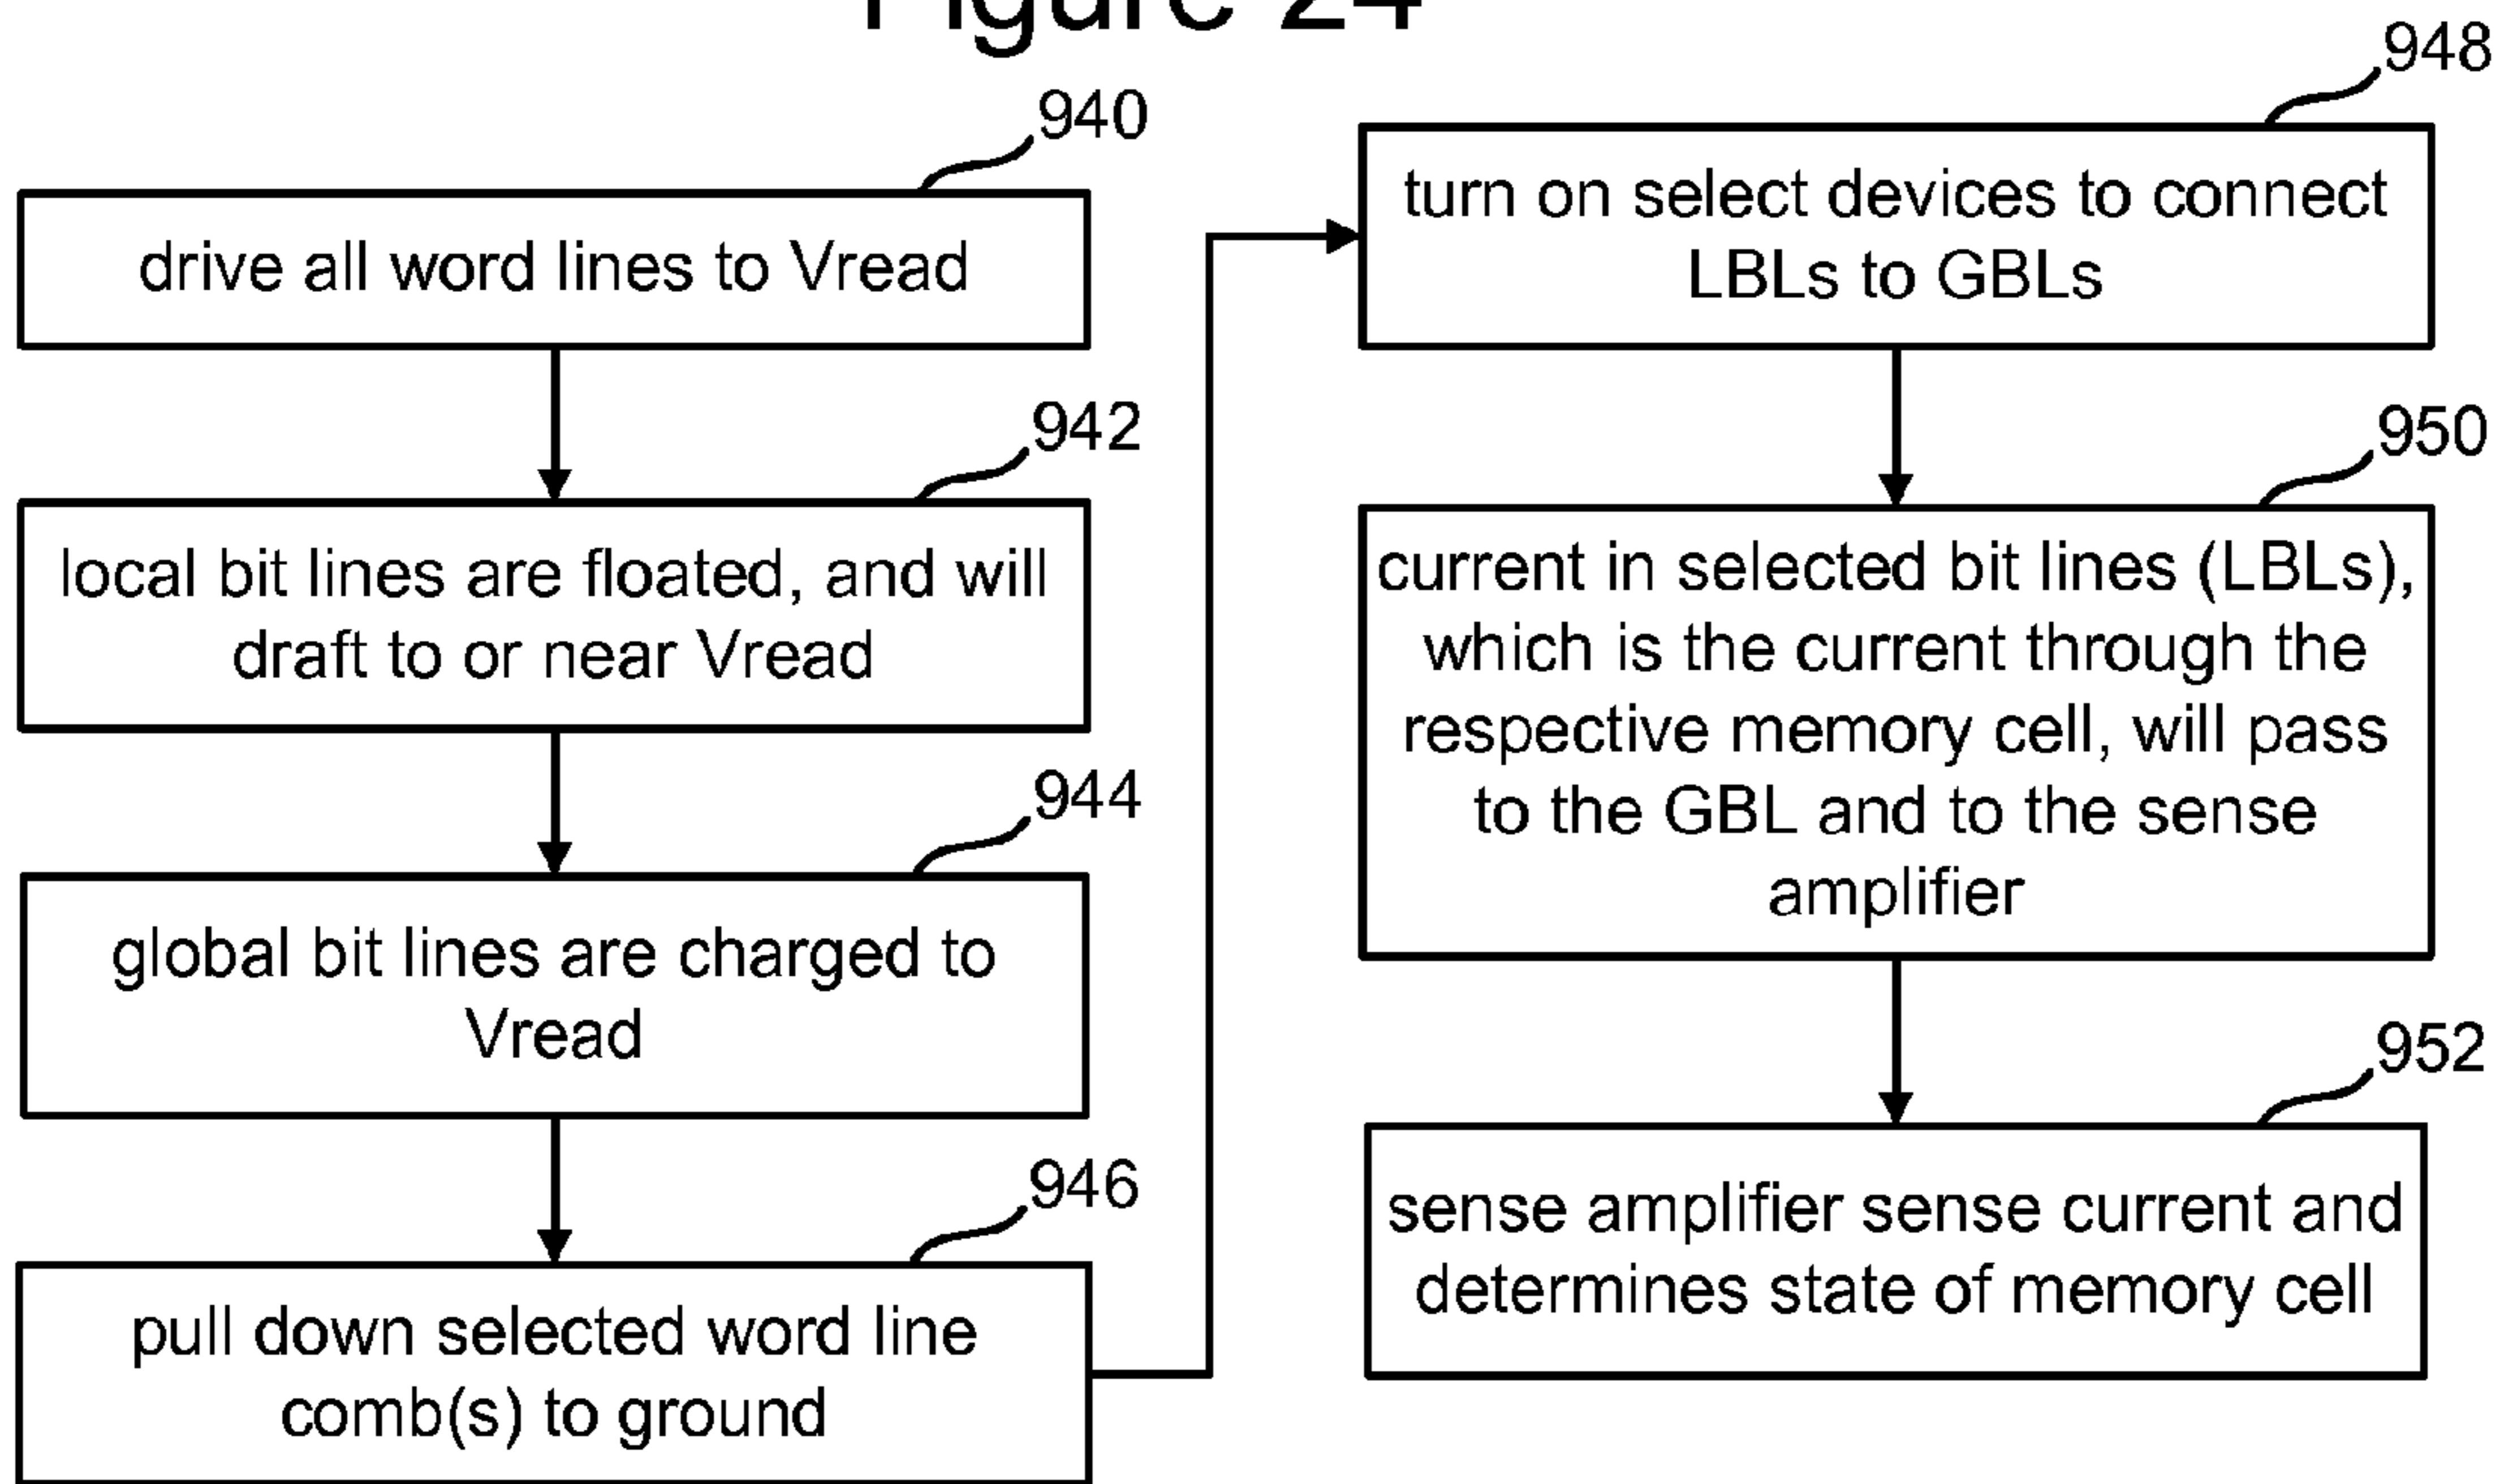 Figure 24
940
drive all word lines to Vread
942
local bit lines are floated, and will
draft to or near Vread
944
global bit lines are charged to
Vread
946
pull down selected word line
comb(s) to ground
948
turn on select devices to connect
LBLs to GBLs
950
current in selected bit lines (LBLs),
which is the current through the
respective memory cell, will pass
to the GBL and to the sense
amplifier
952
sense amplifier sense current and
determines state of memory cell